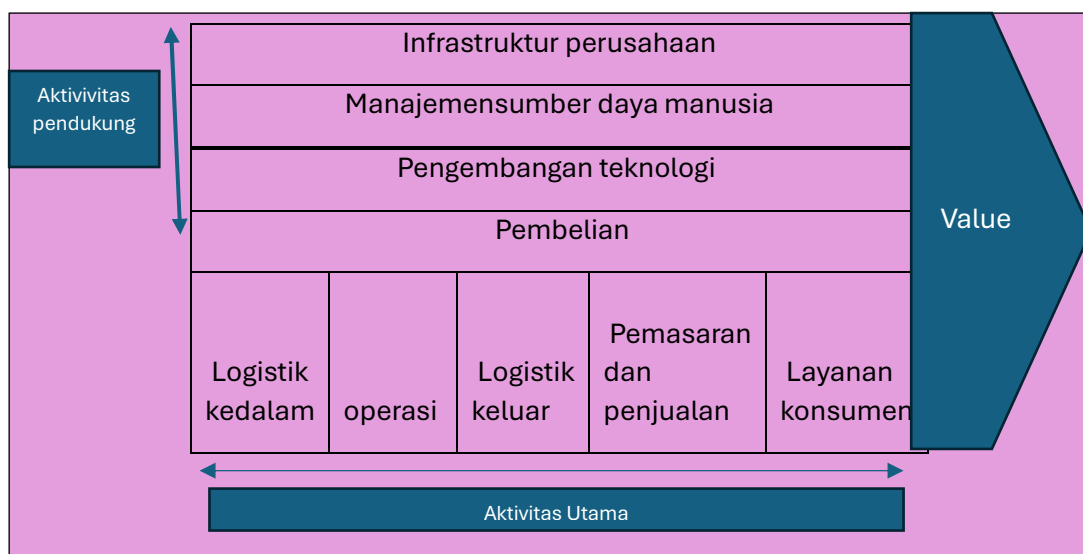 Infrastruktur perusahaan
Aktivivitas
pendukung
Manajemensumber daya manusia
Pengembangan teknologi
Pembelian
Value
Logistik
kedalam
operasi
Logistik
keluar
Pemasaran
dan
penjualan
Layanan
konsumen
Aktivitas Utama